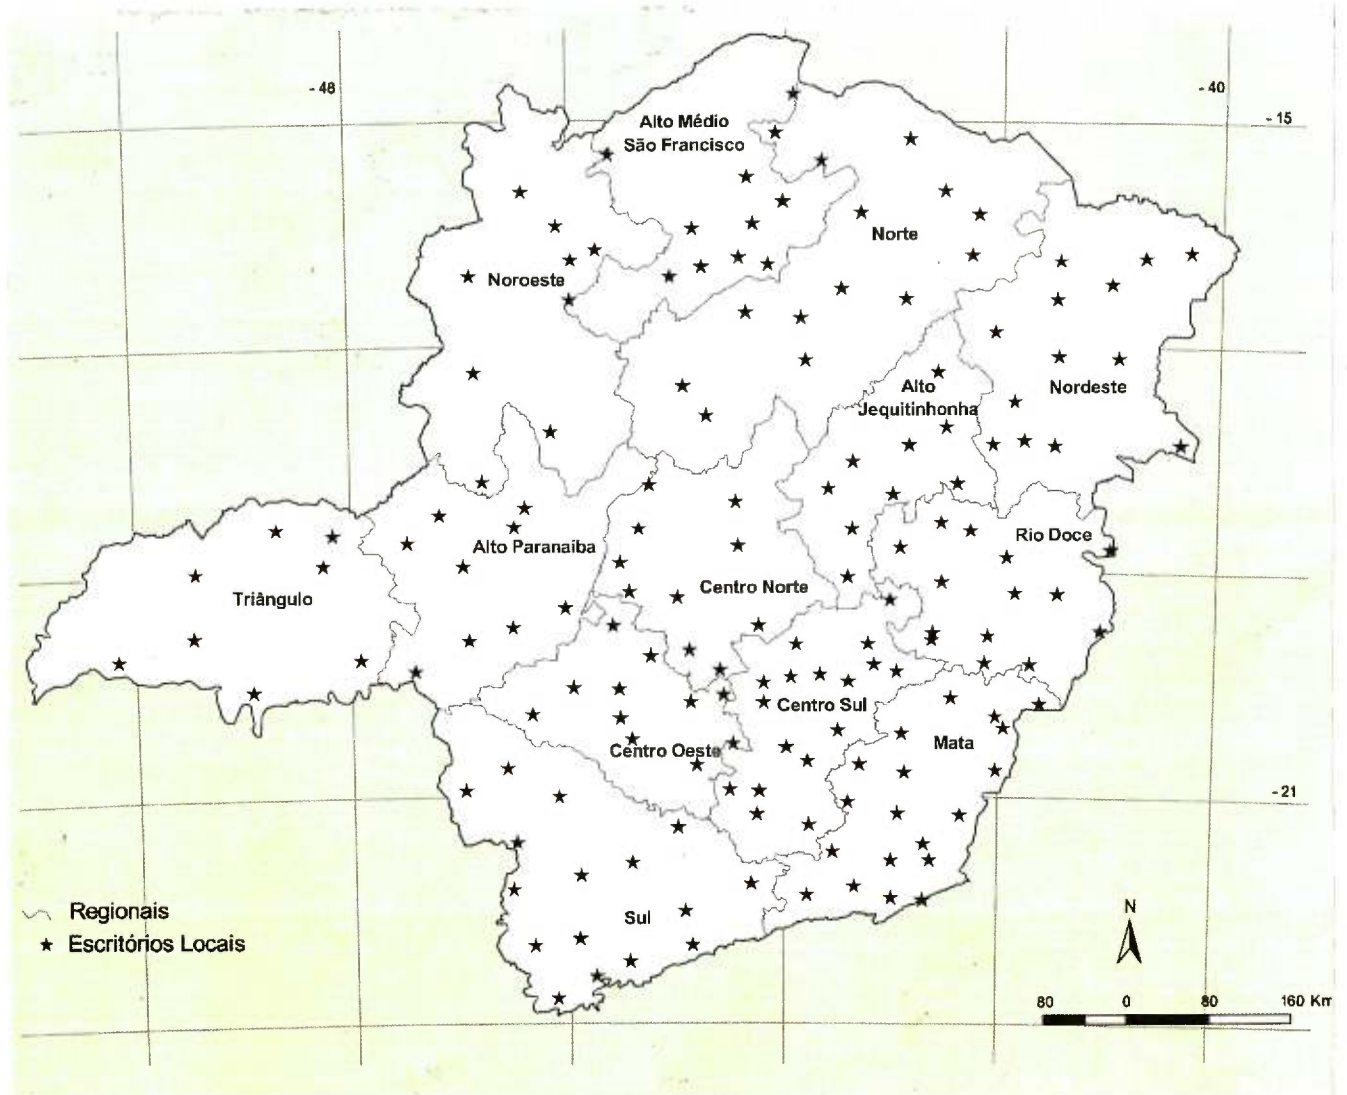 - 48
- 40
- 15
Alto Médio
São Francisco
Norte
Noroeste
Alto
Jequitinhonha
Nordeste
Rio Doce
Alto Paranaíba
Centro Norte
Triângulo
Centro Sul
Centro Oeste
Mata
- 21
Sul
Regionais
Escritórios Locais
N
80 0 80 160 Km